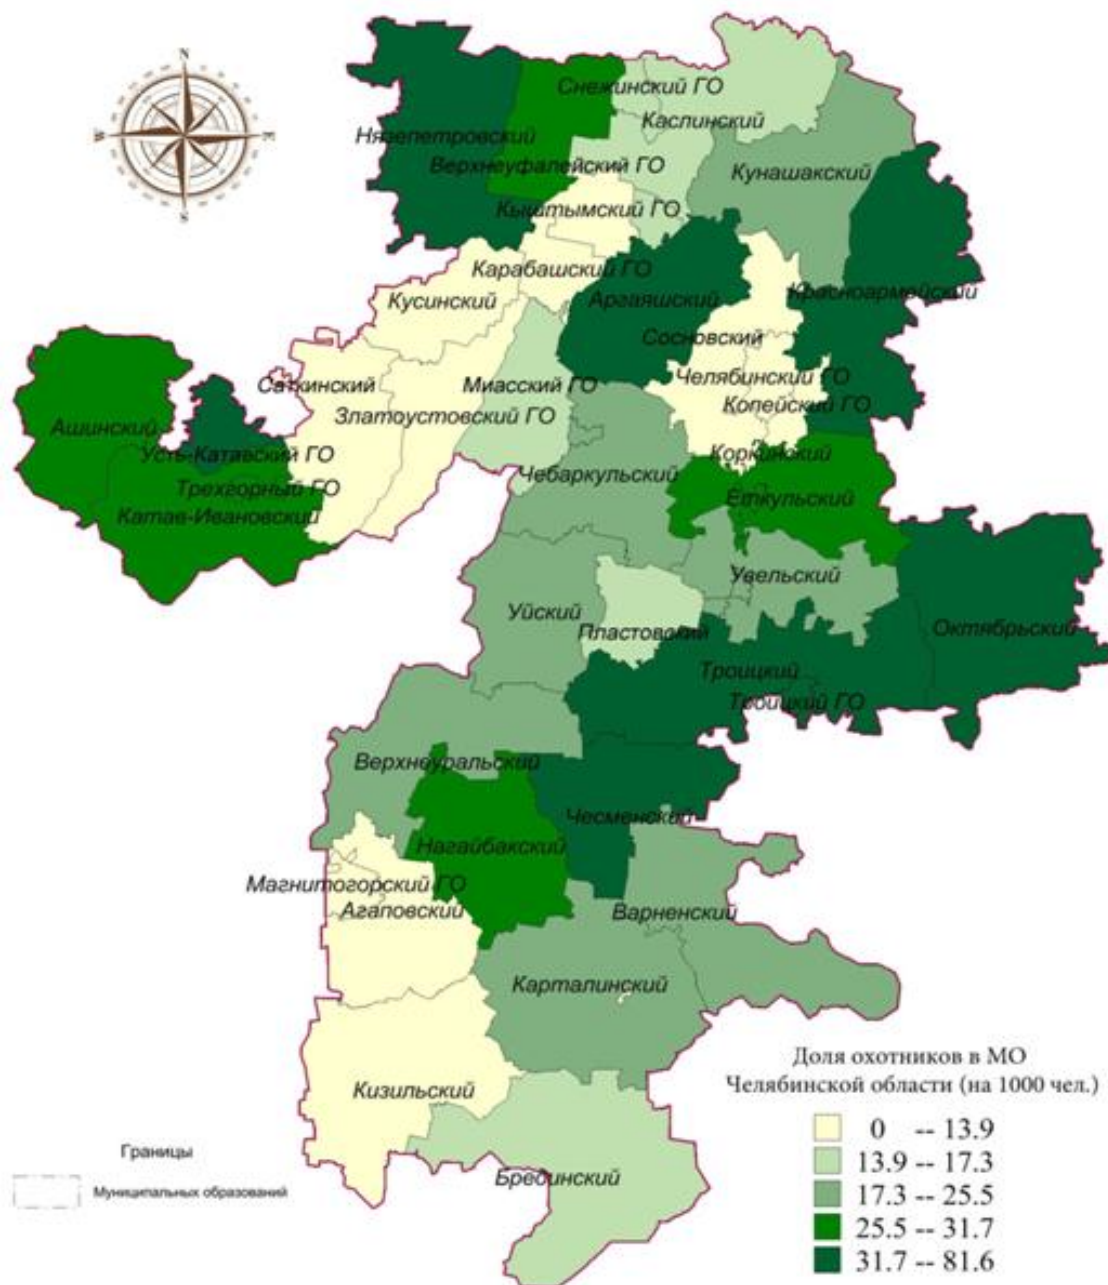 N
W
E
S
Снежинский ГО
Каслинский
Нязепетровский
Верхнеуфалейский ГО
Кунашакский
Кыштымский ГО
Карабашский ГО
Кусинский
Аргаяшский
Красноармейский
Сосновский
Саткинский
Миасский ГО
Челябинский ГО
Златоустовский ГО
Копейский ГО
Ашинский
Усть-Катавский ГО
Коркинский
Чебаркульский
Трехгорный ГО
Еткульский
Катав-Ивановский
Увельский
Уйский
Пластовский
Октябрьский
Троицкий
Троицкий ГО
Верхнеуральский
Чесменский
Нагайбакский
Магнитогорский ГО
Агаповский
Варненский
Карталинский
Кизильский
Брединский
Границы
Муниципальных образований
Доля охотников в МО
Челябинской области (на 1000 чел.)
0 -- 13.9
13.9 -- 17.3
17.3 -- 25.5
25.5 -- 31.7
31.7 -- 81.6